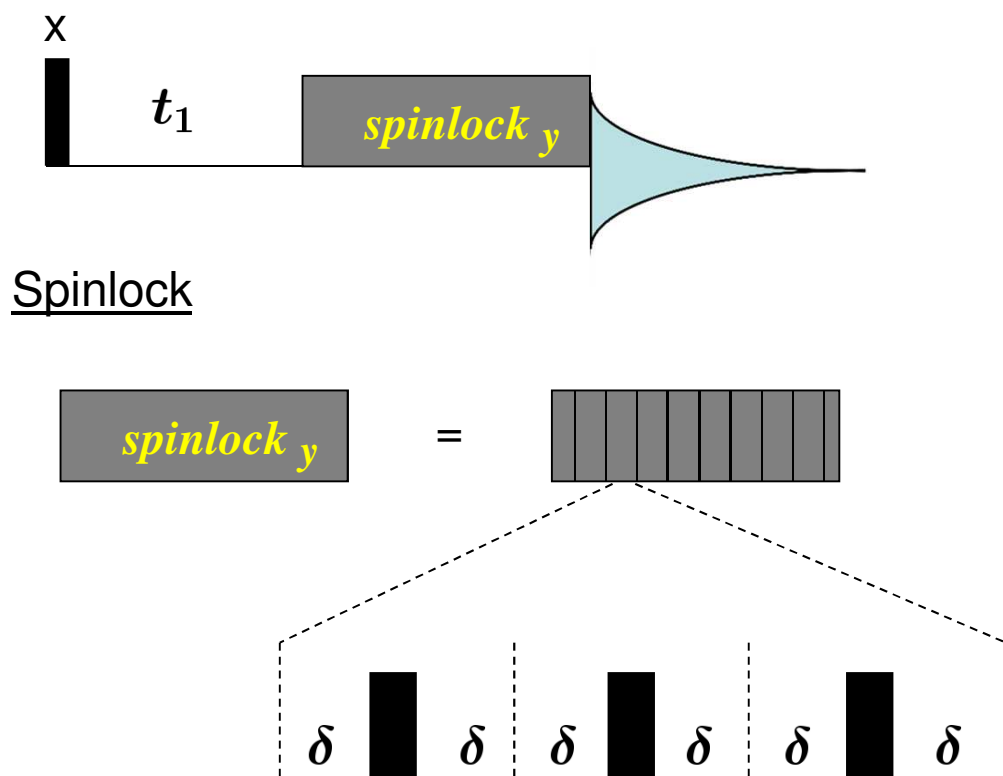 x
t₁
spinlock y
Spinlock
spinlock y = 
δ δ δ δ δ δ